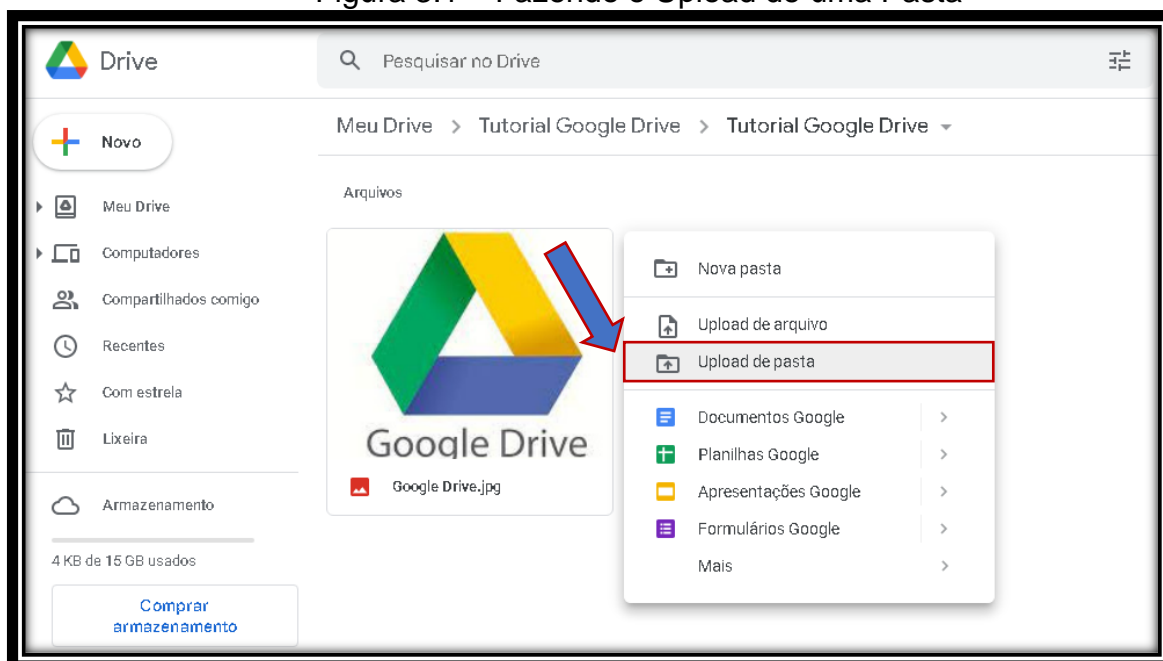 Drive
Pesquisar no Drive
Novo
Meu Drive > Tutorial Google Drive > Tutorial Google Drive
Meu Drive
Computadores
Compartilhados comigo
Recentes
Com estrela
Lixeira
Armazenamento
4 KB de 15 GB usados
Comprar
armazenamento
Arquivos
Google Drive
Google Drive.jpg
Nova pasta
Upload de arquivo
Upload de pasta
Documentos Google
Planilhas Google
Apresentações Google
Formulários Google
Mais